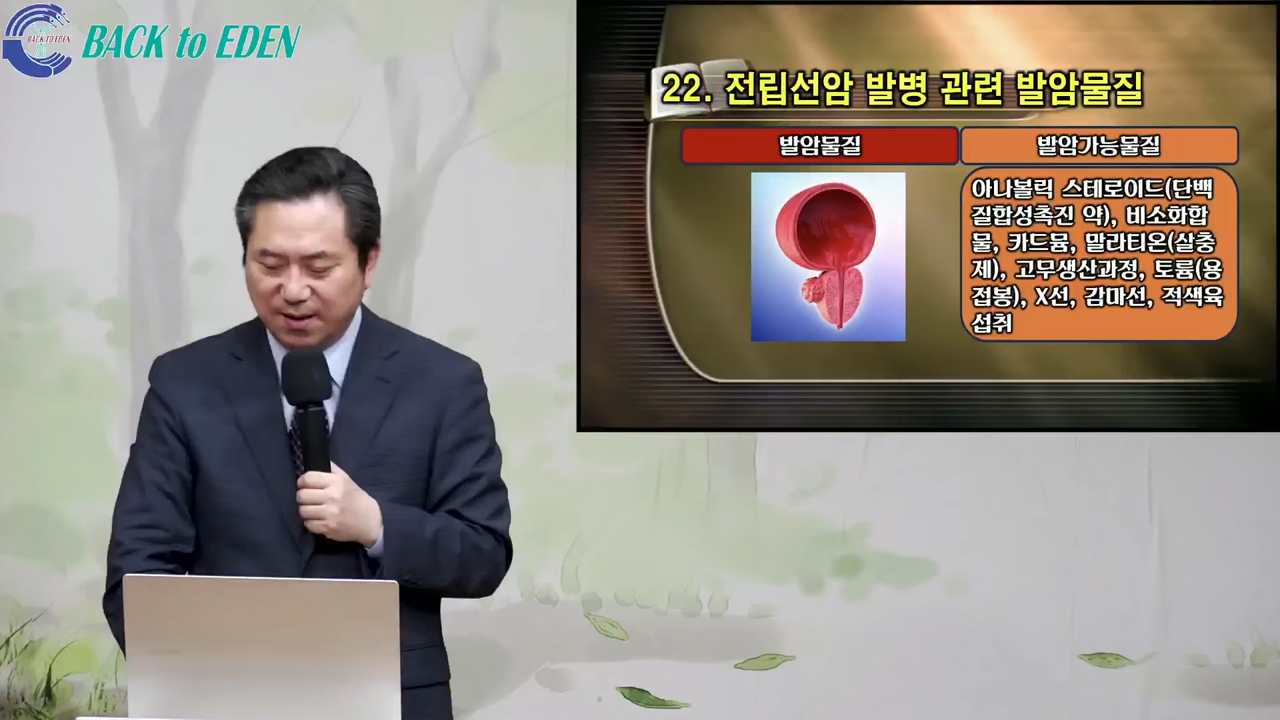 BACK TO EDEN
BACK to EDEN
22. 전립선암 발병 관련 발암물질
발암물질
발암가능물질
아나볼릭 스테로이드(단백
질합성촉진 약), 비소화합
물, 카드뮴, 말라티온(살충
제), 고무생산과정, 토륨(용
접봉), X선, 감마선, 적색육
섭취